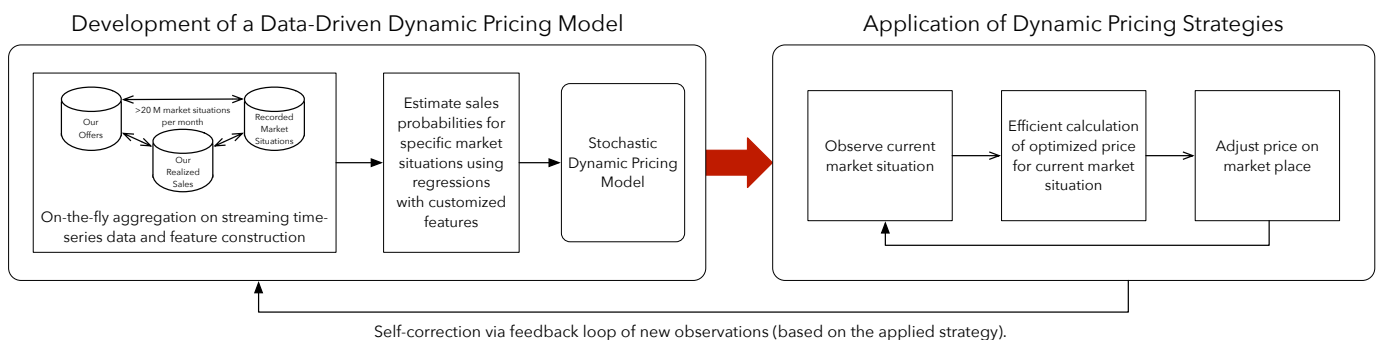 Development of a Data-Driven Dynamic Pricing Model
Our
Offers
>20 M market situations
per month
Recorded
Market
Situations
Our
Realized
Sales
On-the-fly aggregation on streaming time-
series data and feature construction
Estimate sales
probabilities for
specific market
situations using
regressions
with customized
features
Stochastic
Dynamic Pricing
Model
Application of Dynamic Pricing Strategies
Observe current
market situation
Efficient calculation
of optimized price
for current market
situation
Adjust price on
market place
Self-correction via feedback loop of new observations (based on the applied strategy).